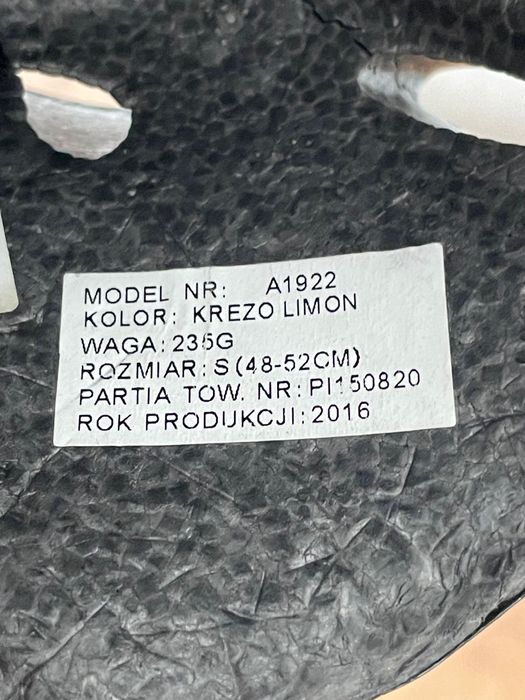 MODEL NR: A1922
KOLOR: KREZO LIMON
WAGA: 235G
ROZMIAR: S (48-52CM)
PARTIA TOW. NR: PI150820
ROK PRODUKCJI: 2016